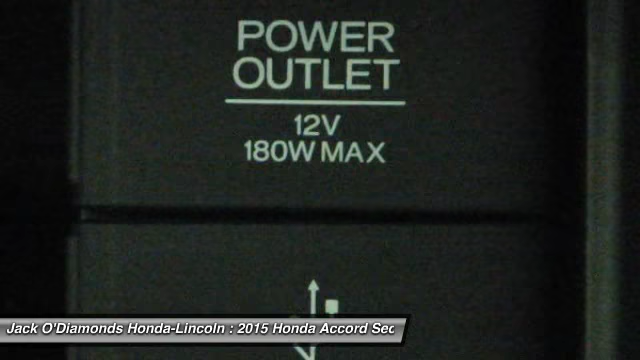 POWER
OUTLET
12V
180W MAX
Jack O'Diamonds Honda-Lincoln : 2015 Honda Accord Sec